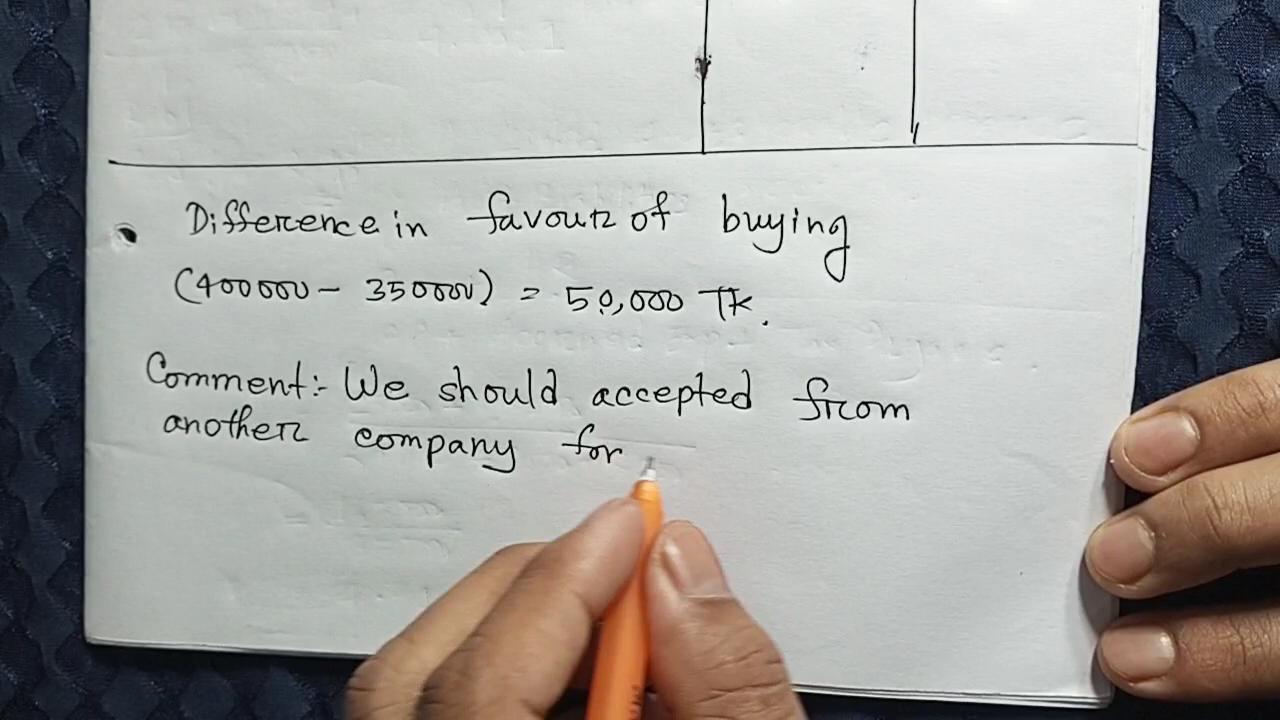 Difference in favour of buying
(400000 - 350000) = 50,000 TK.
Comment:- We should accepted from
another company for